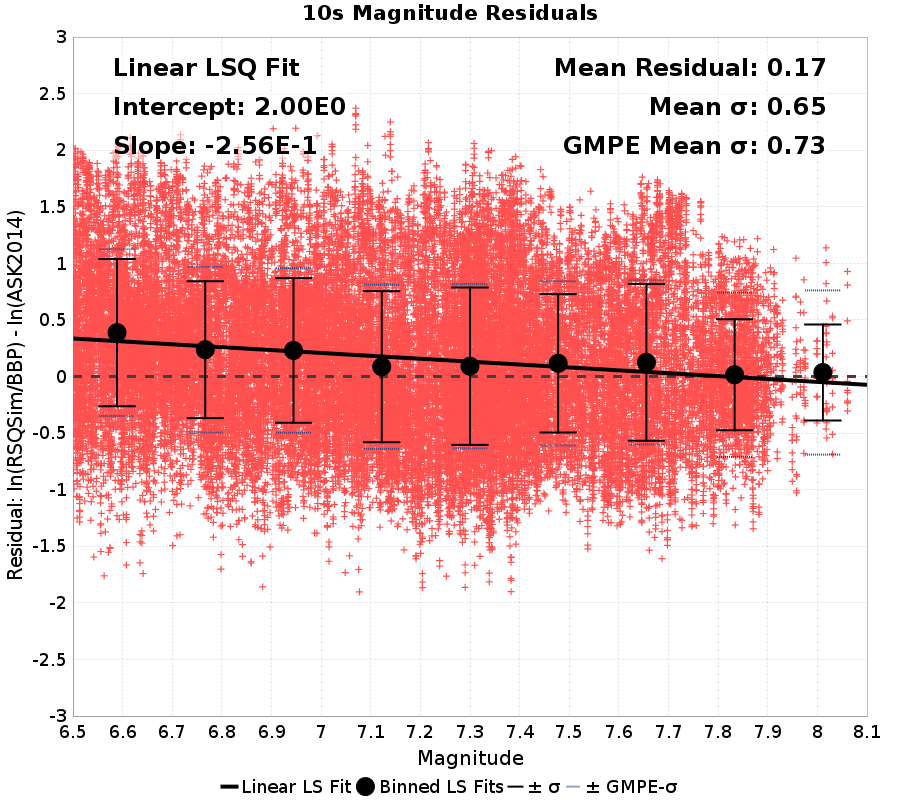 10s Magnitude Residuals
Linear LSQ Fit
Intercept: 2.00E0
Slope: -2.56E-1
Mean Residual: 0.17
Mean σ: 0.65
GMPE Mean σ: 0.73
Residual: ln(RSQSim/BBP) - ln(ASK2014)
3
2.5
2
1.5
1
0.5
0
-0.5
-1
-1.5
-2
-2.5
-3
6.5 6.6 6.7 6.8 6.9 7 7.1 7.2 7.3 7.4 7.5 7.6 7.7 7.8 7.9 8 8.1
Magnitude
Linear LS Fit Binned LS Fits ± σ ± GMPE-σ